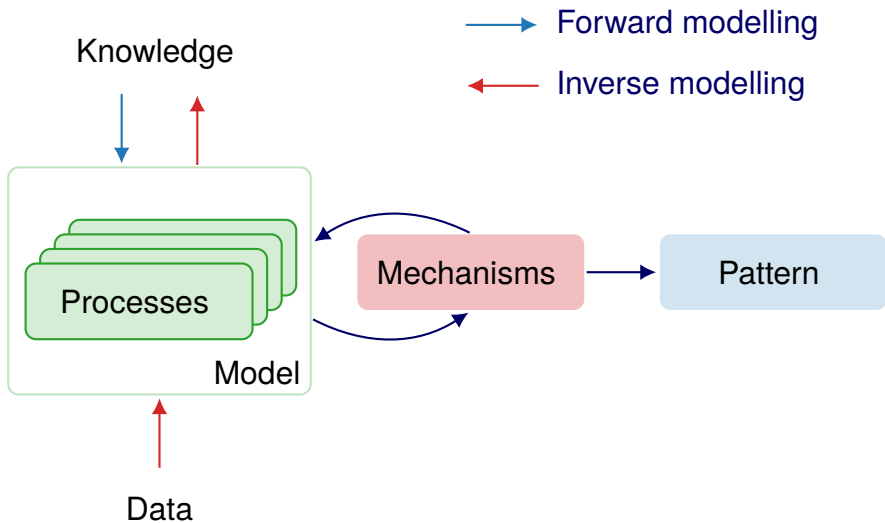 Forward modelling
Knowledge
Inverse modelling
Mechanisms
Pattern
Processes
Model
Data